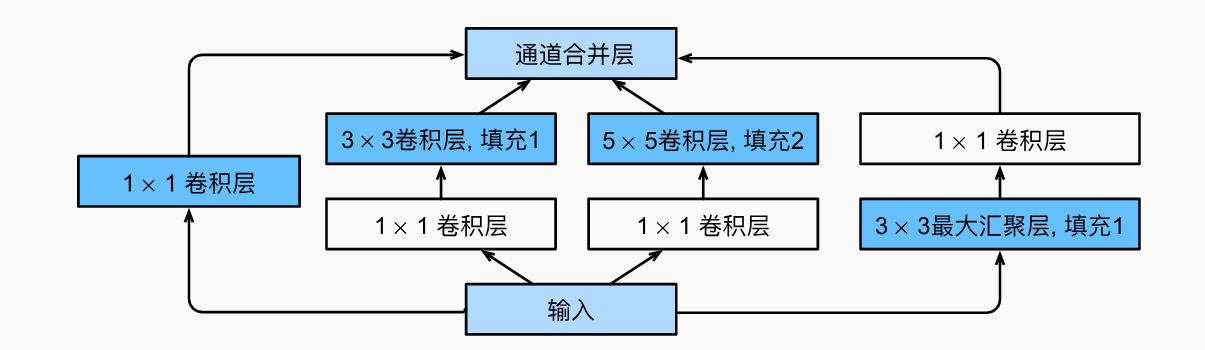 通道合并层
3 × 3卷积层, 填充1
5 × 5卷积层, 填充2
1 × 1 卷积层
1 × 1 卷积层
1 × 1 卷积层
1 × 1 卷积层
3 × 3最大汇聚层, 填充1
输入